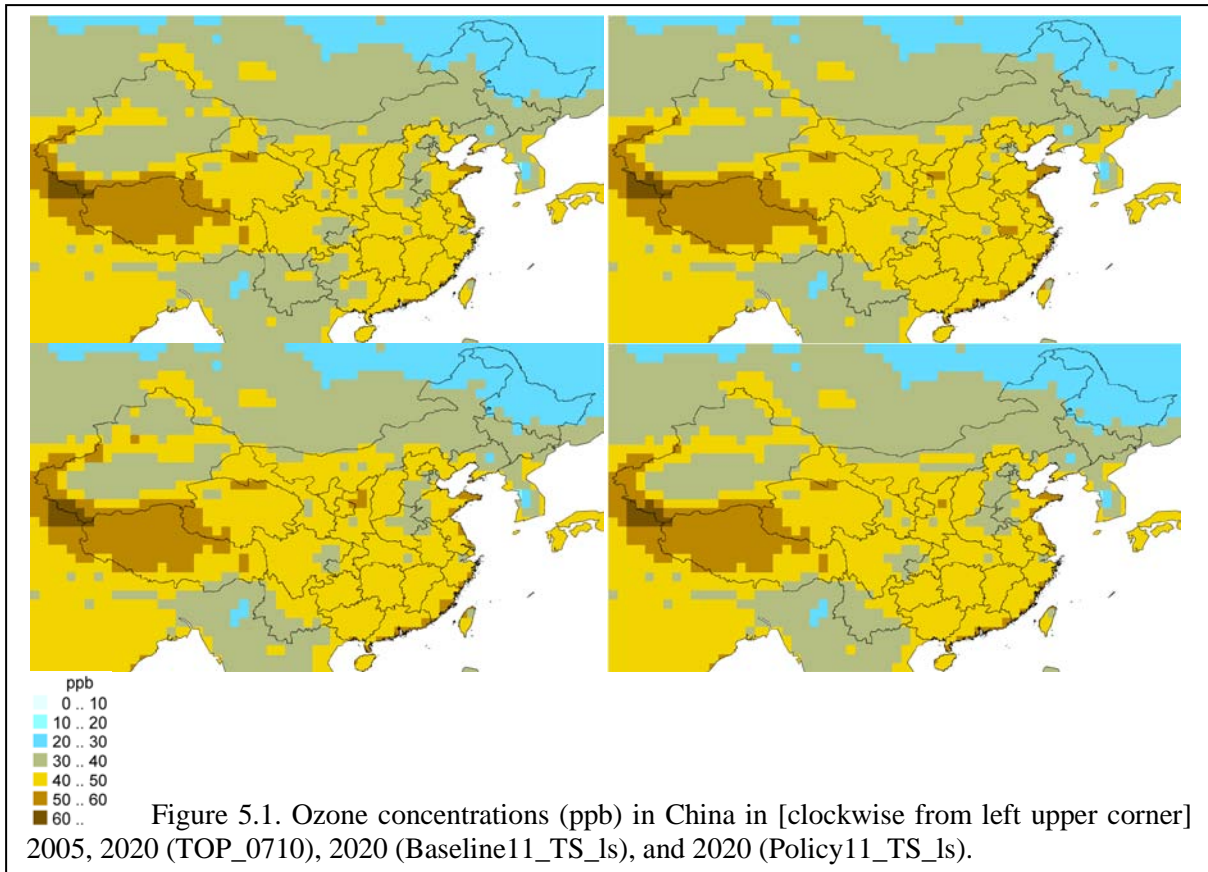 ppb
0 .. 10
10 .. 20
20 .. 30
30 .. 40
40 .. 50
50 .. 60
60 ..
Figure 5.1. Ozone concentrations (ppb) in China in [clockwise from left upper corner]
2005, 2020 (TOP_0710), 2020 (Baseline11_TS_ls), and 2020 (Policy11_TS_ls).